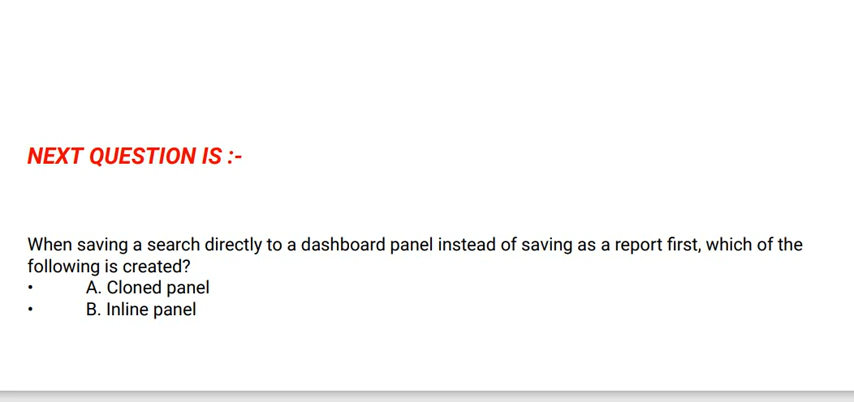 NEXT QUESTION IS :-
When saving a search directly to a dashboard panel instead of saving as a report first, which of the
following is created?
• A. Cloned panel
• B. Inline panel